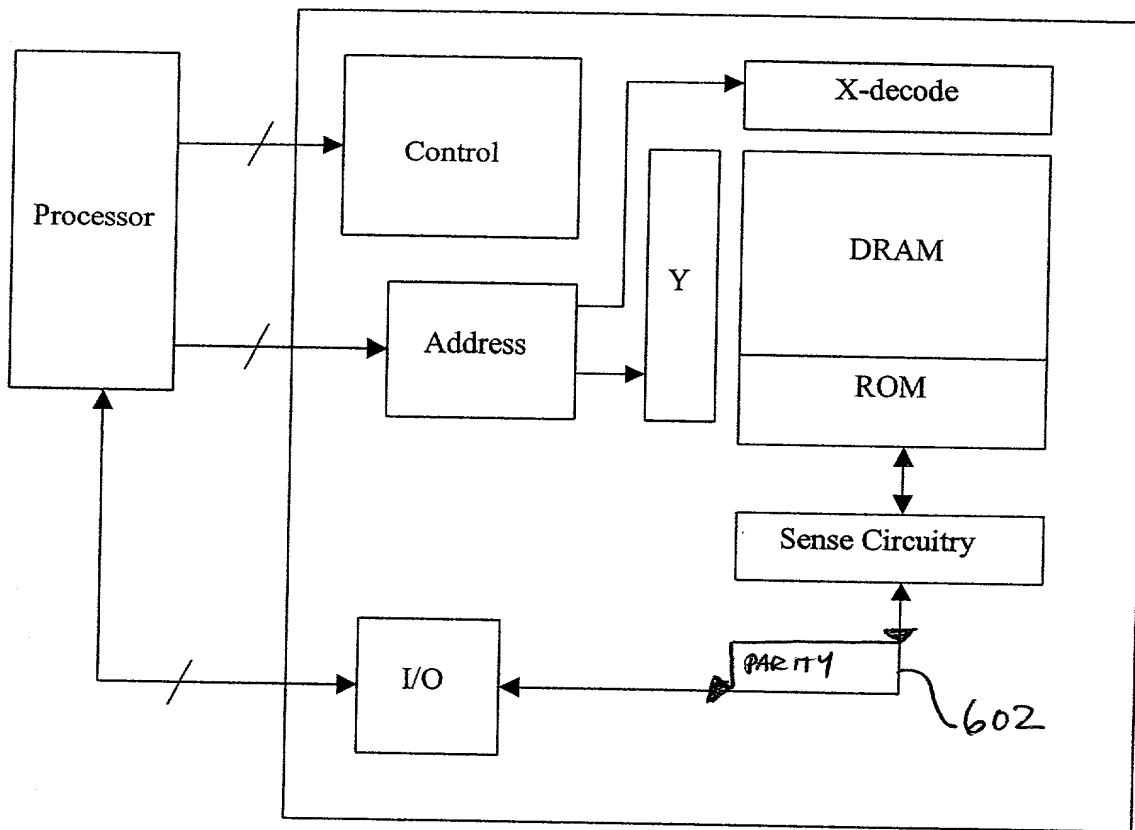 X-decode
Control
Processor
Y
DRAM
Address
ROM
Sense Circuitry
I/O
PARITY
602